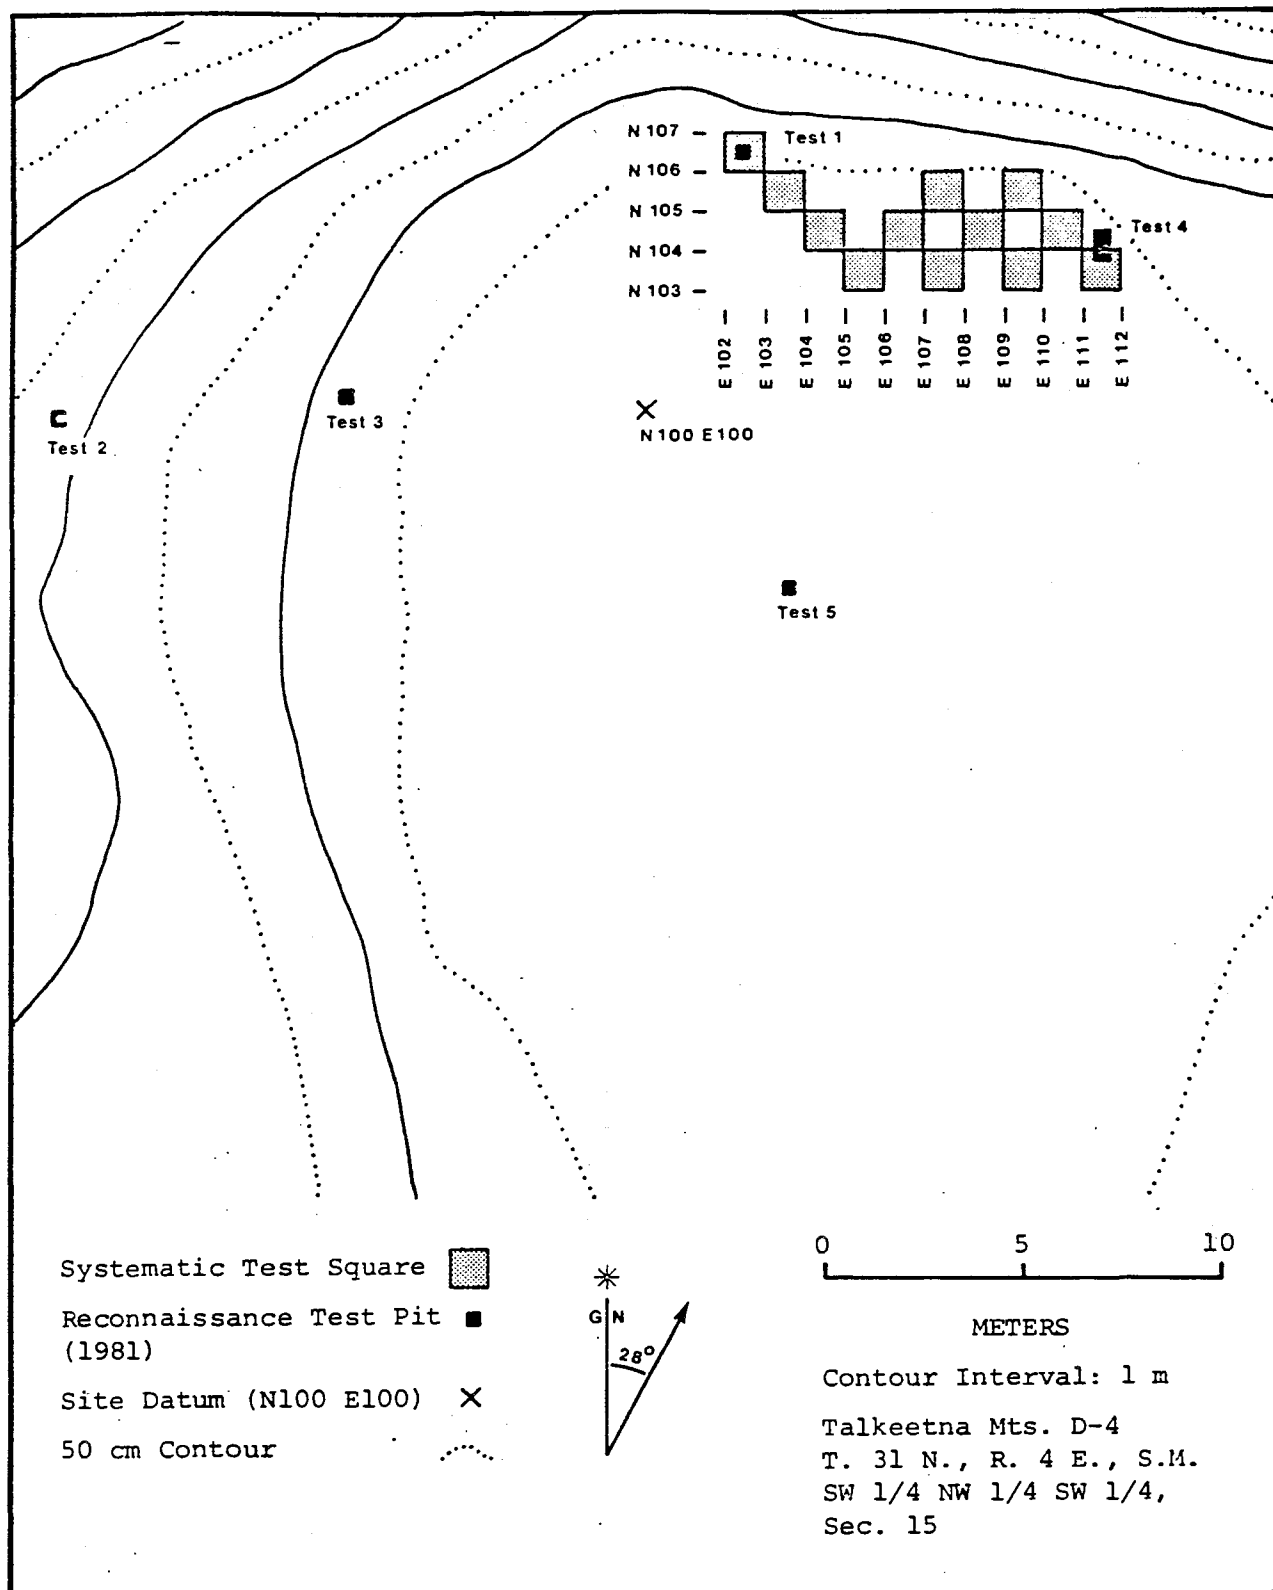 N 107 –
Test 1
N 106 –
N 105 –
Test 4
N 104 –
N 103 –
E 102 –
E 103 –
E 104 –
E 105 –
E 106 –
E 107 –
E 108 –
E 109 –
E 110 –
E 111 –
E 112 –
Test 3
N100 E100
Test 2
Test 5
0 5 10
METERS
Systematic Test Square
Reconnaissance Test Pit
(1981)
Site Datum (N100 E100)
50 cm Contour
G N
28°
Contour Interval: 1 m
Talkeetna Mts. D-4
T. 31 N., R. 4 E., S.M.
SW 1/4 NW 1/4 SW 1/4,
Sec. 15